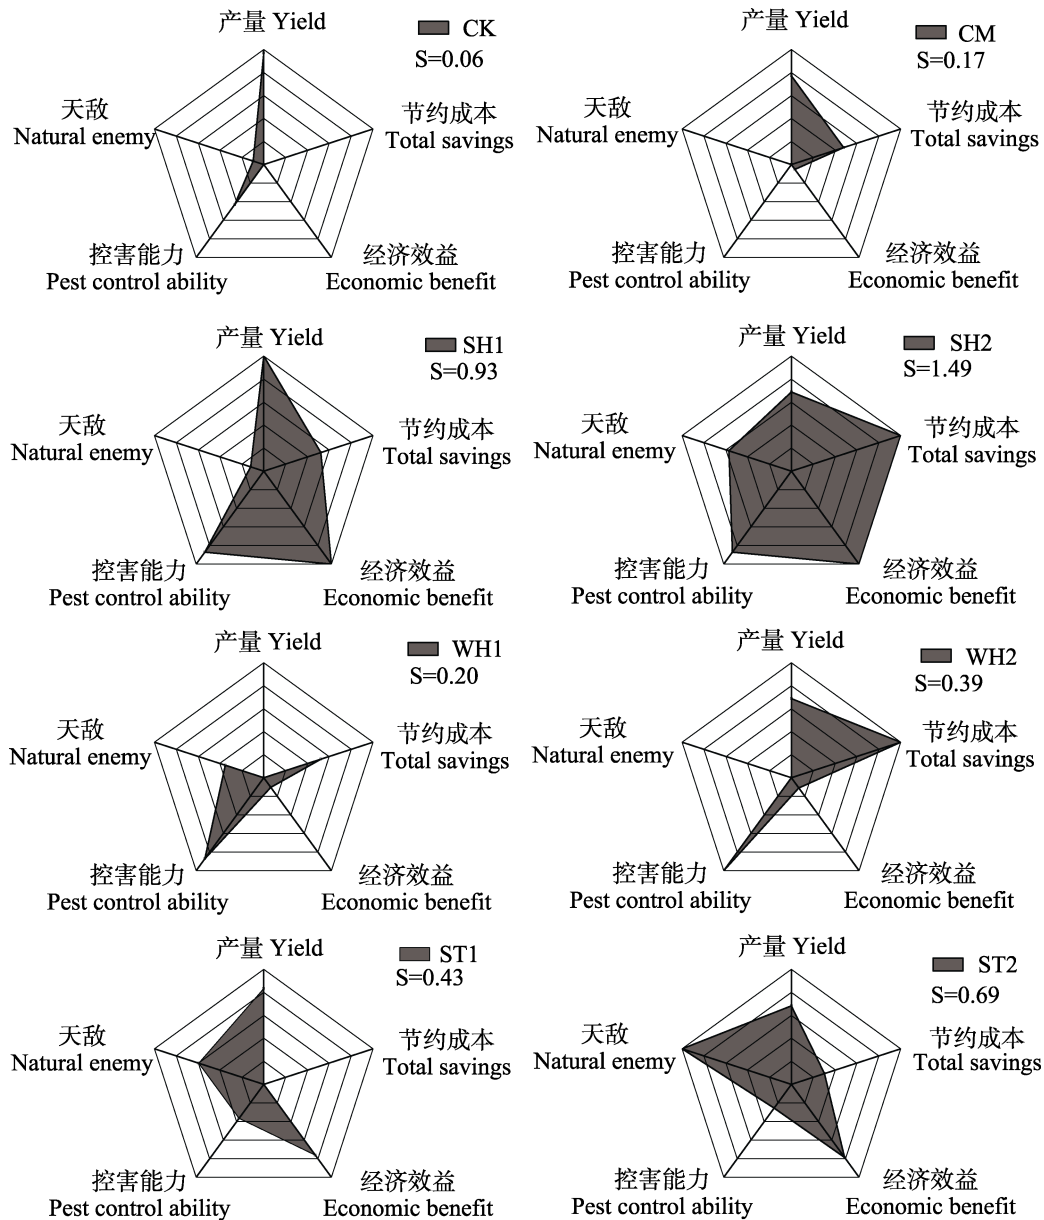 产量 Yield
CK
S=0.06
天敌
Natural enemy
节约成本
Total savings
控害能力
Pest control ability
经济效益
Economic benefit
产量 Yield
CM
S=0.17
天敌
Natural enemy
节约成本
Total savings
控害能力
Pest control ability
经济效益
Economic benefit
产量 Yield
SH1
S=0.93
天敌
Natural enemy
节约成本
Total savings
控害能力
Pest control ability
经济效益
Economic benefit
产量 Yield
SH2
S=1.49
天敌
Natural enemy
节约成本
Total savings
控害能力
Pest control ability
经济效益
Economic benefit
产量 Yield
WH1
S=0.20
天敌
Natural enemy
节约成本
Total savings
控害能力
Pest control ability
经济效益
Economic benefit
产量 Yield
WH2
S=0.39
天敌
Natural enemy
节约成本
Total savings
控害能力
Pest control ability
经济效益
Economic benefit
产量 Yield
ST1
S=0.43
天敌
Natural enemy
节约成本
Total savings
控害能力
Pest control ability
经济效益
Economic benefit
产量 Yield
ST2
S=0.69
天敌
Natural enemy
节约成本
Total savings
控害能力
Pest control ability
经济效益
Economic benefit